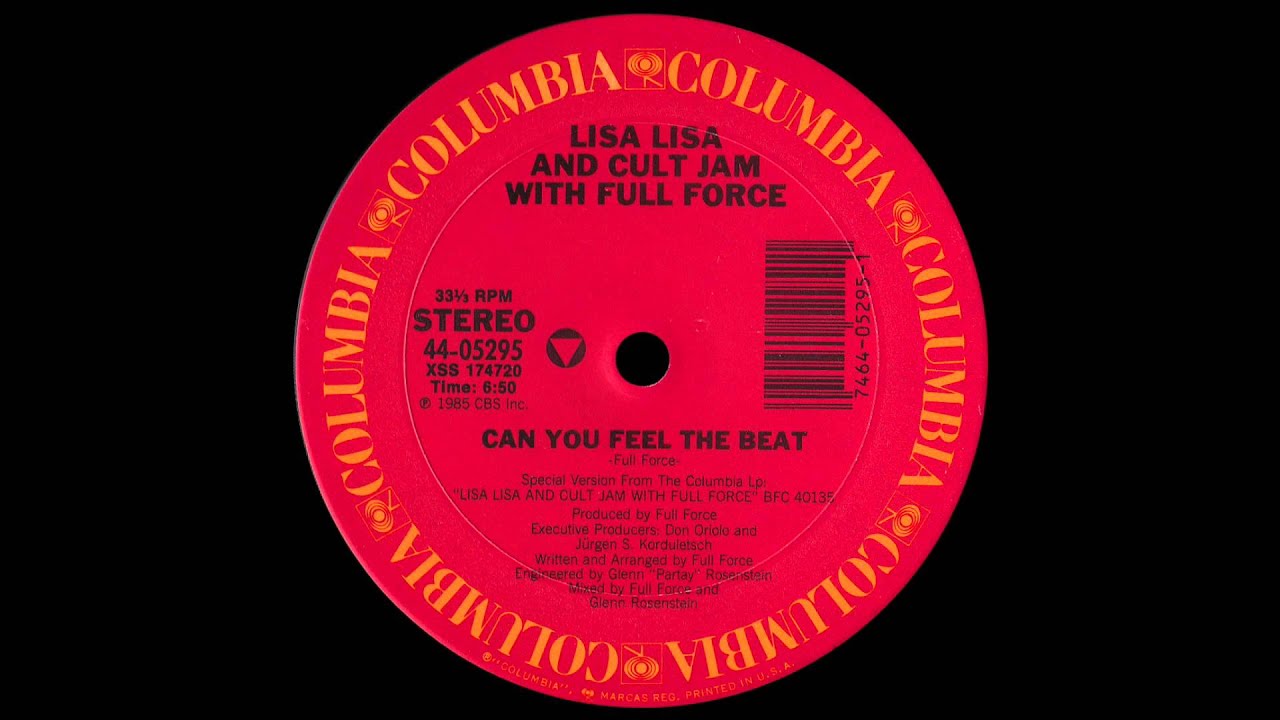 COLUMBIA COLUMBIA COLUMBIA COLUMBIA COLUMBIA COLUMBIA COLUMBIA COLUMBIA
LISA LISA
AND CULT JAM
WITH FULL FORCE
33⅓ RPM
STEREO
44-05295
XSS 174720
Time: 6:50
℗ 1985 CBS Inc.
7464-05295-1
CAN YOU FEEL THE BEAT
-Full Force-
Special Version From The Columbia Lp:
"LISA LISA AND CULT JAM WITH FULL FORCE" BFC 40135
Produced by Full Force
Executive Producers: Don Oriolo and
Jürgen S. Korduletsch
Written and Arranged by Full Force
Engineered by Glenn "Partay" Rosenstein
Mixed by Full Force and
Glenn Rosenstein
®"COLUMBIA", MARCAS REG. PRINTED IN U.S.A.